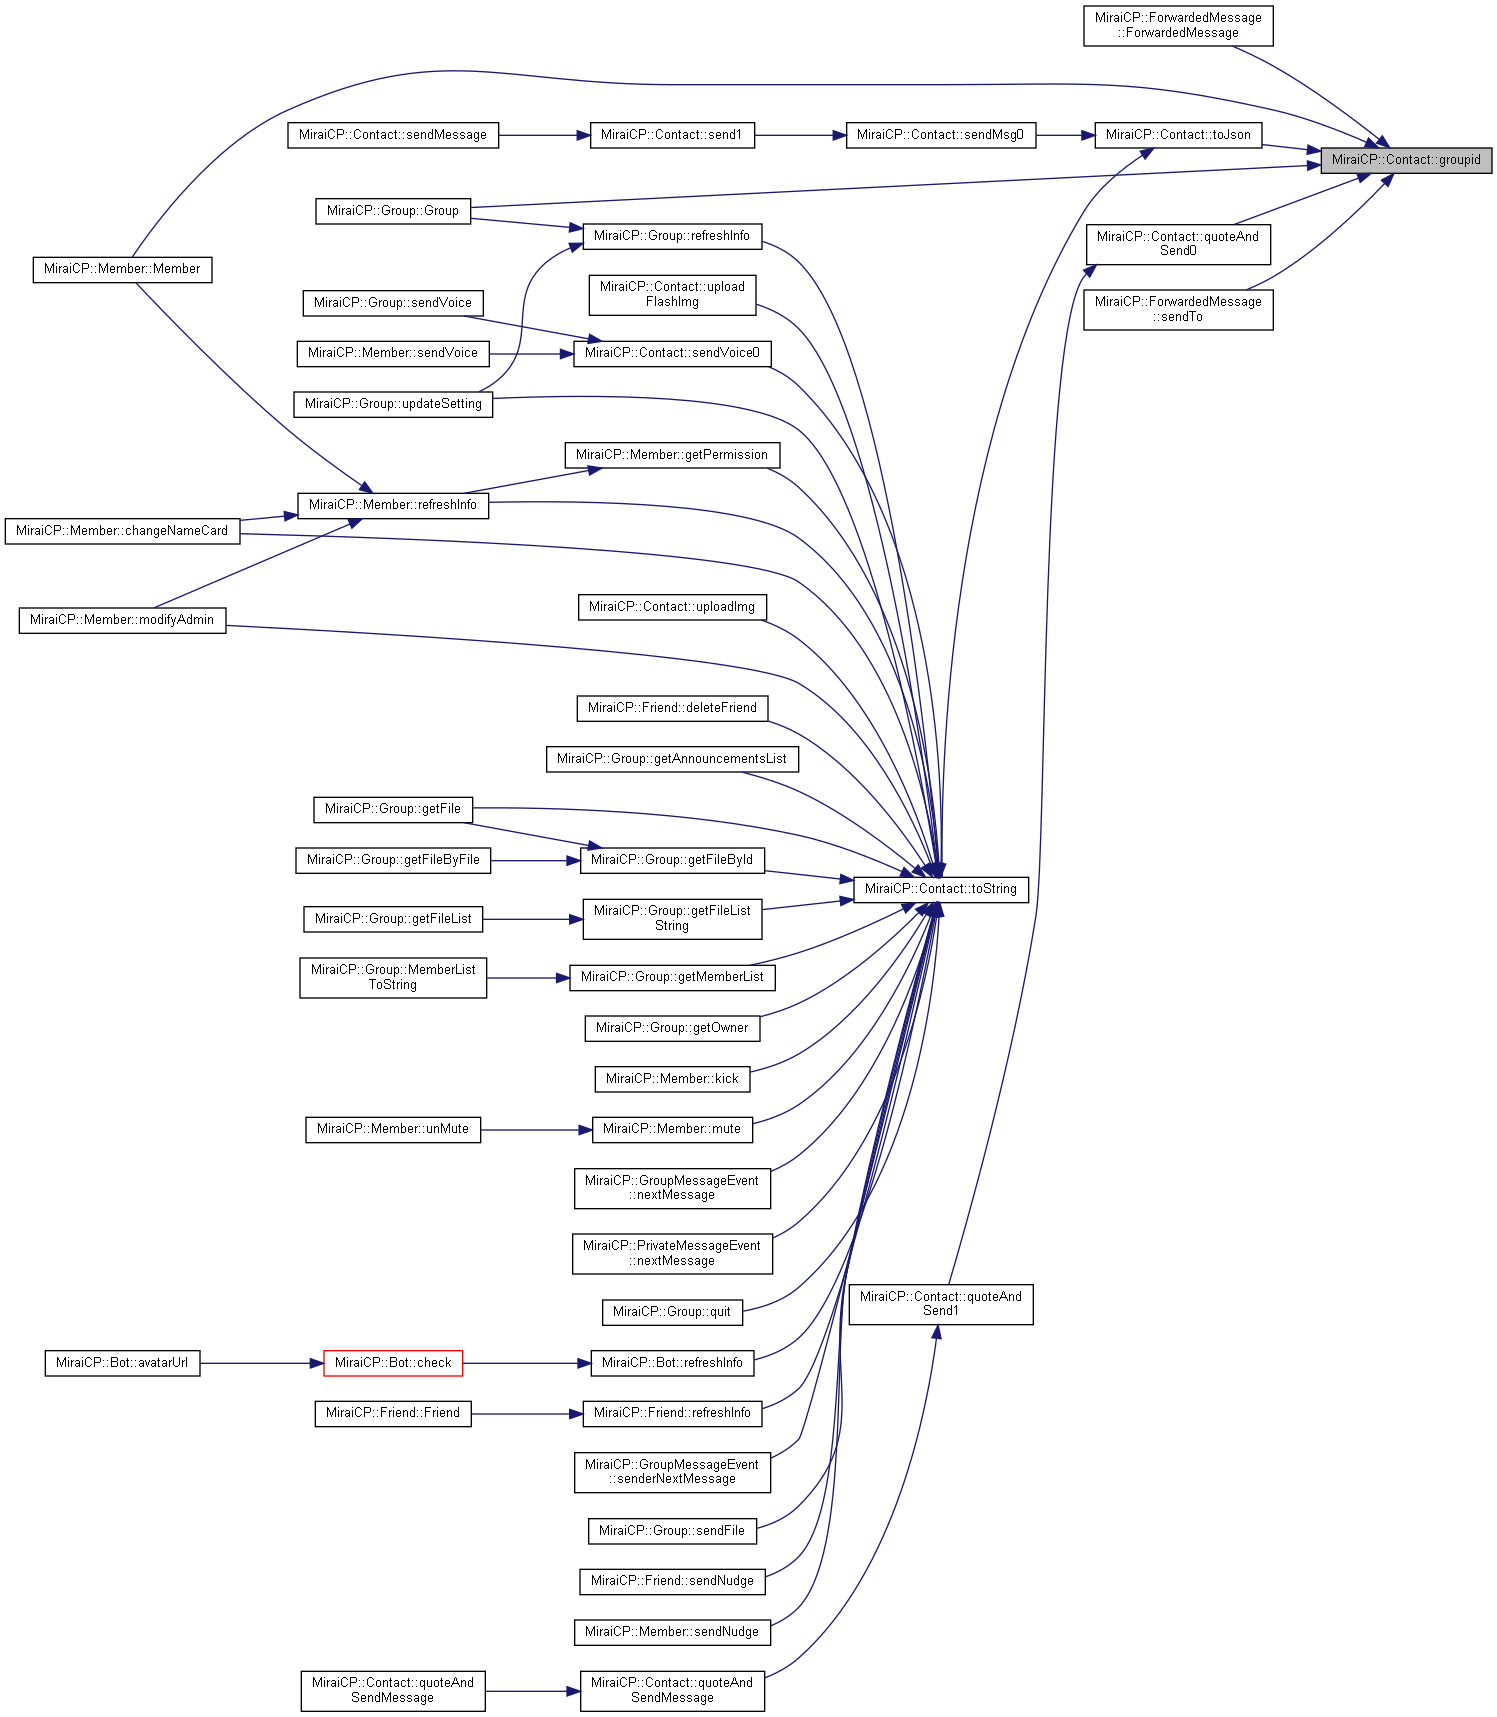 MiraiCP::ForwardedMessage
::ForwardedMessage
MiraiCP::Contact::sendMessage
MiraiCP::Contact::send1
MiraiCP::Contact::sendMsg0
MiraiCP::Contact::toJson
MiraiCP::Contact::groupid
MiraiCP::Group::Group
MiraiCP::Group::refreshInfo
MiraiCP::Contact::quoteAnd
Send0
MiraiCP::Member::Member
MiraiCP::Contact::upload
FlashImg
MiraiCP::Group::sendVoice
MiraiCP::ForwardedMessage
::sendTo
MiraiCP::Member::sendVoice
MiraiCP::Contact::sendVoice0
MiraiCP::Group::updateSetting
MiraiCP::Member::getPermission
MiraiCP::Member::refreshInfo
MiraiCP::Member::changeNameCard
MiraiCP::Contact::uploadImg
MiraiCP::Member::modifyAdmin
MiraiCP::Friend::deleteFriend
MiraiCP::Group::getAnnouncementsList
MiraiCP::Group::getFile
MiraiCP::Group::getFileByFile
MiraiCP::Group::getFileById
MiraiCP::Contact::toString
MiraiCP::Group::getFileList
MiraiCP::Group::getFileList
String
MiraiCP::Group::MemberList
ToString
MiraiCP::Group::getMemberList
MiraiCP::Group::getOwner
MiraiCP::Member::kick
MiraiCP::Member::unMute
MiraiCP::Member::mute
MiraiCP::GroupMessageEvent
::nextMessage
MiraiCP::PrivateMessageEvent
::nextMessage
MiraiCP::Group::quit
MiraiCP::Contact::quoteAnd
Send1
MiraiCP::Bot::avatarUrl
MiraiCP::Bot::check
MiraiCP::Bot::refreshInfo
MiraiCP::Friend::Friend
MiraiCP::Friend::refreshInfo
MiraiCP::GroupMessageEvent
::senderNextMessage
MiraiCP::Group::sendFile
MiraiCP::Friend::sendNudge
MiraiCP::Member::sendNudge
MiraiCP::Contact::quoteAnd
SendMessage
MiraiCP::Contact::quoteAnd
SendMessage